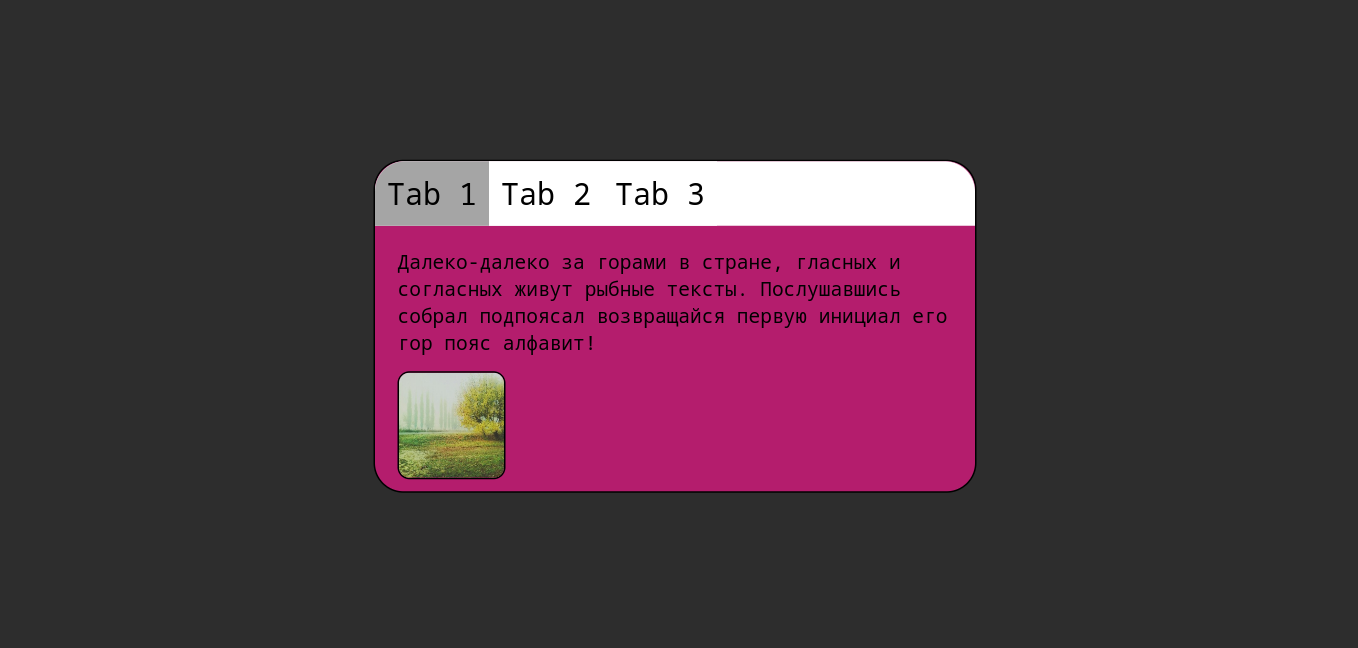 Tab 1 Tab 2 Tab 3
Далеко-далеко за горами в стране, гласных и
согласных живут рыбные тексты. Послушавшись
собрал подпоясал возвращайся первую инициал его
гор пояс алфавит!